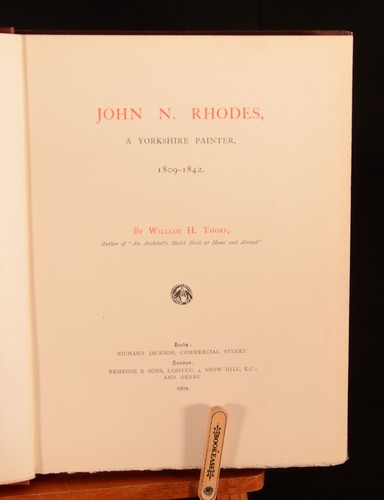 JOHN N. RHODES,
A YORKSHIRE PAINTER,
1809-1842.
BY WILLIAM H. THORP,
Author of "An Architect's Sketch Book at Home and Abroad."
Leeds:
RICHARD JACKSON, COMMERCIAL STREET.
London:
BEMROSE & SONS, LIMITED, 4, SNOW HILL, E.C.;
AND DERBY.
1904.
BOOKEASE